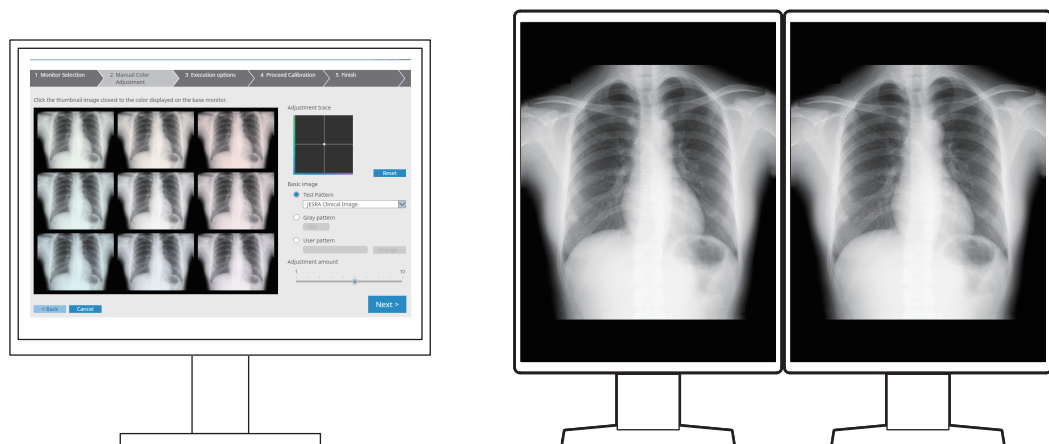 1 Monitor Selection
2 Manual Color
Adjustment
3 Execution options
4 Proceed Calibration
5 Finish
Click the thumbnail image closest to the color displayed on the base monitor.
Adjustment trace
Reset
Basic image
Test Pattern
JESRA Clinical Image
Gray pattern
User pattern
Change...
Adjustment amount
1
10
< Back
Cancel
Next >